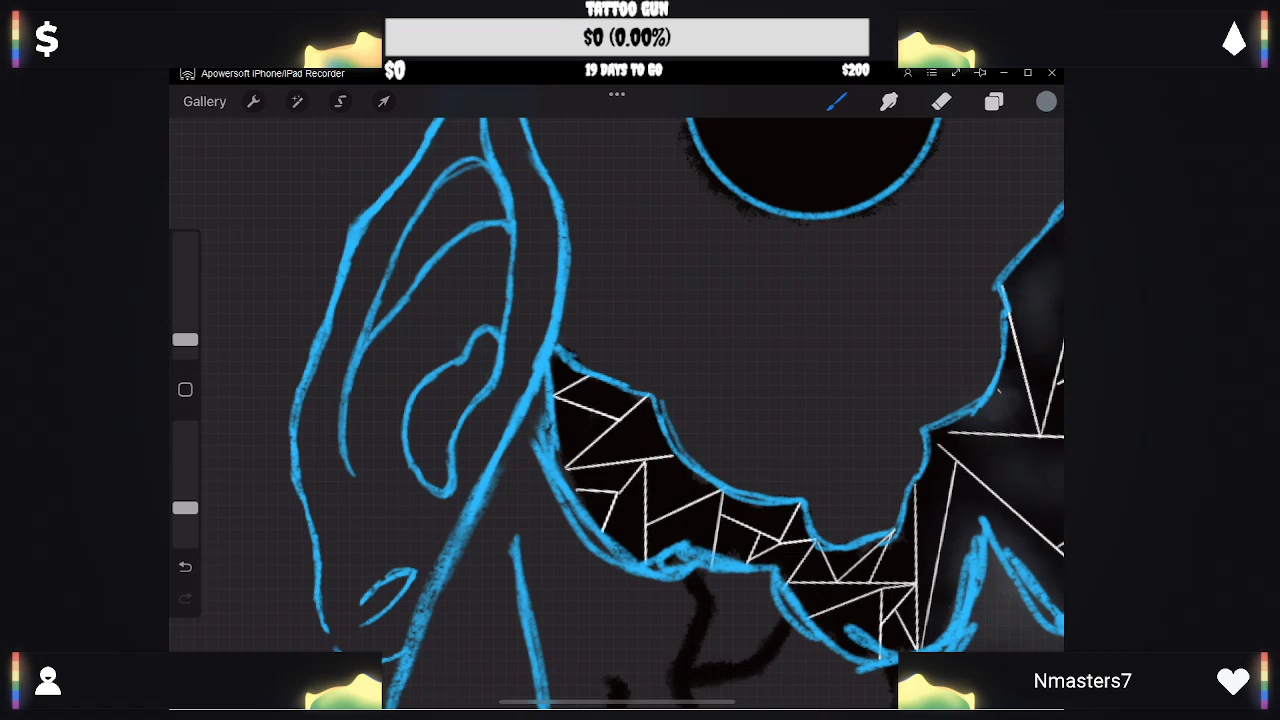 TATTOO GUN
$0 (0.00%)
$0 19 DAYS TO GO $200
Apowersoft iPhone/iPad Recorder
Gallery
Nmasters7